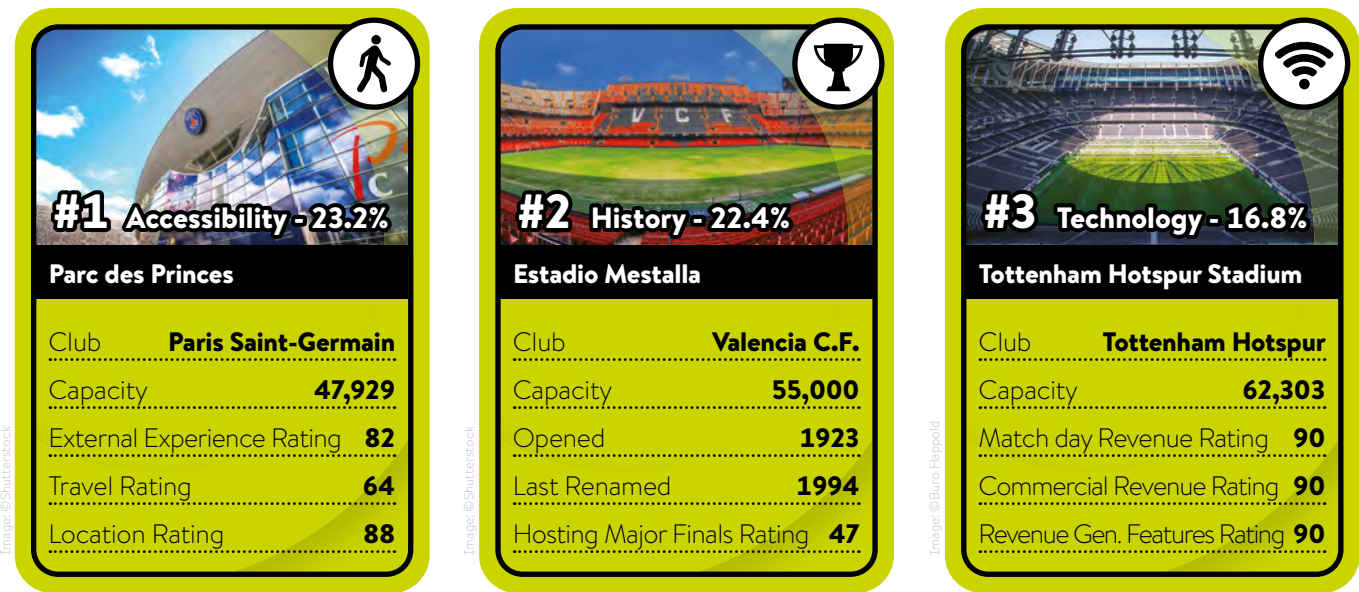 #1 Accessibility - 23.2%
Parc des Princes
Club Paris Saint-Germain
Capacity 47,929
External Experience Rating 82
Travel Rating 64
Location Rating 88
Image: ©Shutterstock
V C F
#2 History - 22.4%
Estadio Mestalla
Club Valencia C.F.
Capacity 55,000
Opened 1923
Last Renamed 1994
Hosting Major Finals Rating 47
Image: ©Shutterstock
#3 Technology - 16.8%
Tottenham Hotspur Stadium
Club Tottenham Hotspur
Capacity 62,303
Match day Revenue Rating 90
Commercial Revenue Rating 90
Revenue Gen. Features Rating 90
Image: ©Buro Happold